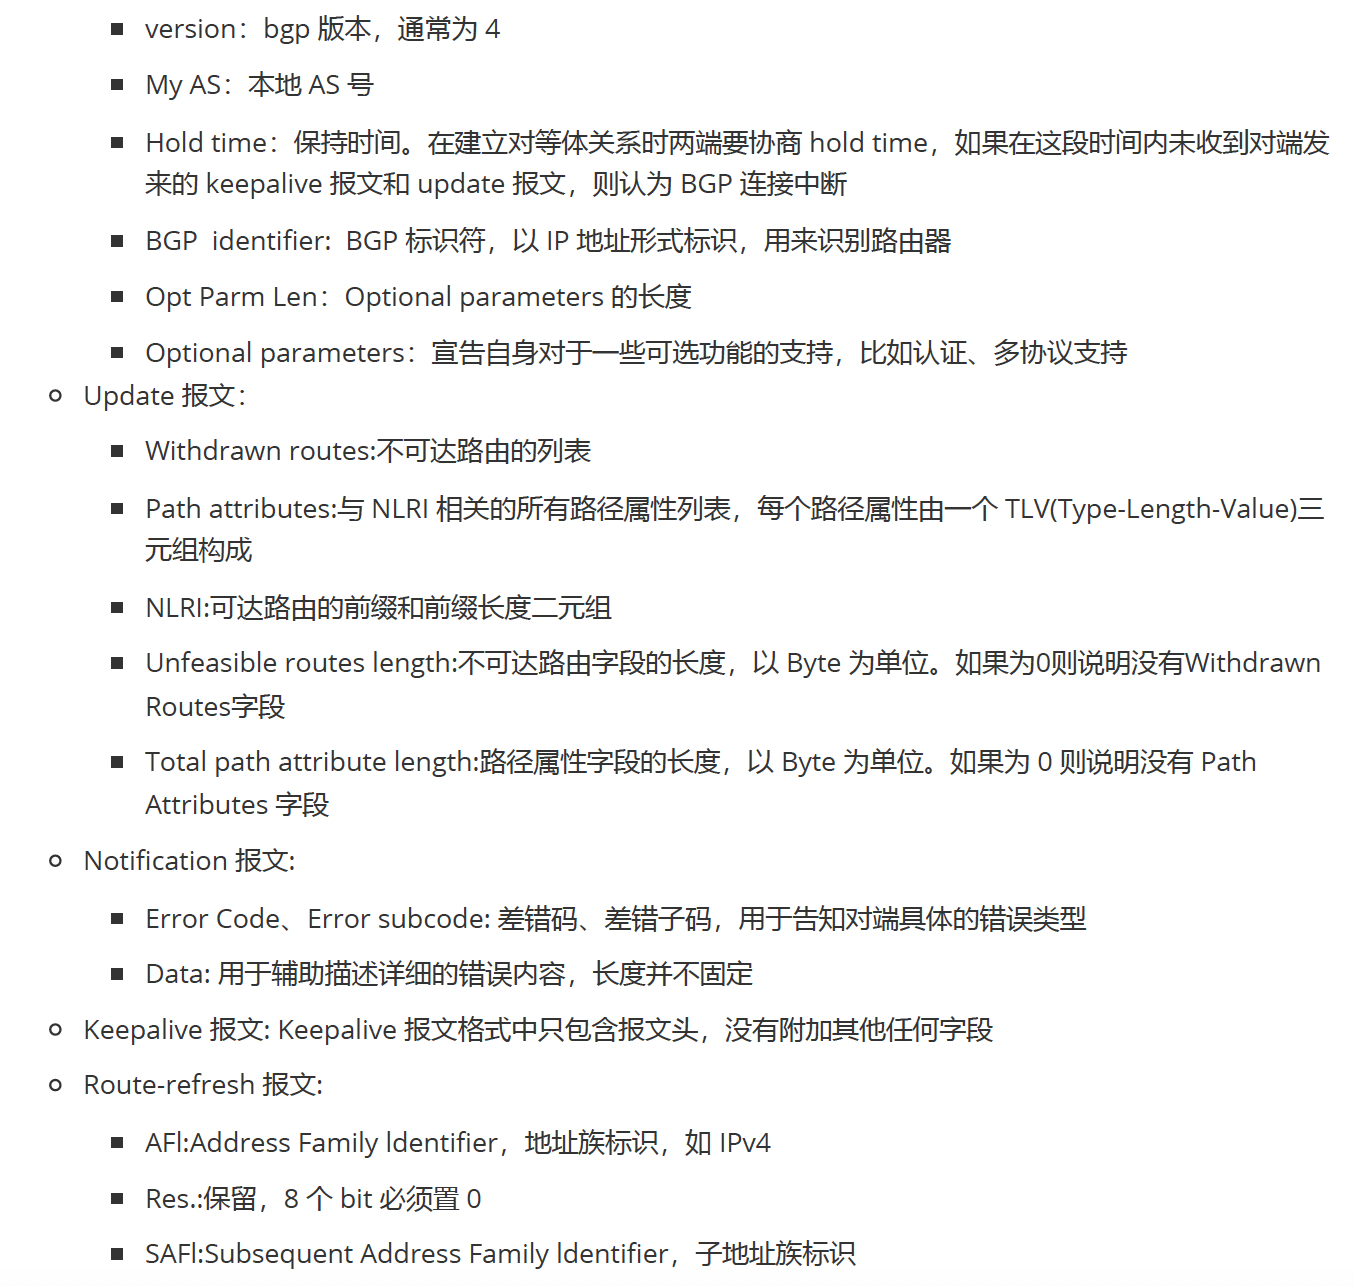 version：bgp 版本，通常为 4
My AS：本地 AS 号
Hold time：保持时间。在建立对等体关系时两端要协商 hold time，如果在这段时间内未收到对端发
来的 keepalive 报文和 update 报文，则认为 BGP 连接中断
BGP  identifier:  BGP 标识符，以 IP 地址形式标识，用来识别路由器
Opt Parm Len：Optional parameters 的长度
Optional parameters：宣告自身对于一些可选功能的支持，比如认证、多协议支持
Update 报文：
Withdrawn routes:不可达路由的列表
Path attributes:与 NLRI 相关的所有路径属性列表，每个路径属性由一个 TLV(Type-Length-Value)三
元组构成
NLRI:可达路由的前缀和前缀长度二元组
Unfeasible routes length:不可达路由字段的长度，以 Byte 为单位。如果为0则说明没有Withdrawn
Routes字段
Total path attribute length:路径属性字段的长度，以 Byte 为单位。如果为 0 则说明没有 Path
Attributes 字段
Notification 报文:
Error Code、Error subcode: 差错码、差错子码，用于告知对端具体的错误类型
Data: 用于辅助描述详细的错误内容，长度并不固定
Keepalive 报文: Keepalive 报文格式中只包含报文头，没有附加其他任何字段
Route-refresh 报文:
AFl:Address Family ldentifier，地址族标识，如 IPv4
Res.:保留，8 个 bit 必须置 0
SAFl:Subsequent Address Family ldentifier，子地址族标识